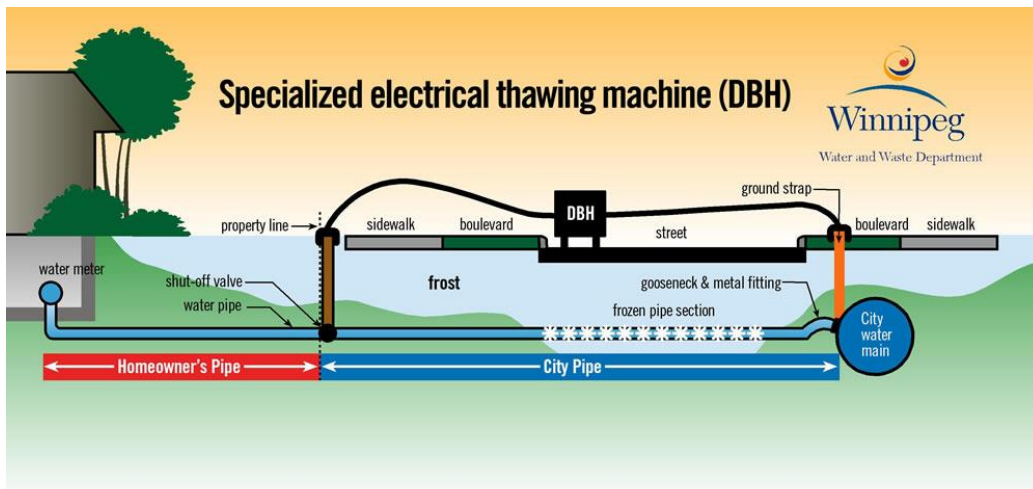 Specialized electrical thawing machine (DBH)
Winnipeg
Water and Waste Department
ground strap
property line
sidewalk
boulevard
DBH
street
boulevard
sidewalk
water meter
shut-off valve
water pipe
frost
gooseneck & metal fitting
frozen pipe section
City
water
main
Homeowner's Pipe
City Pipe